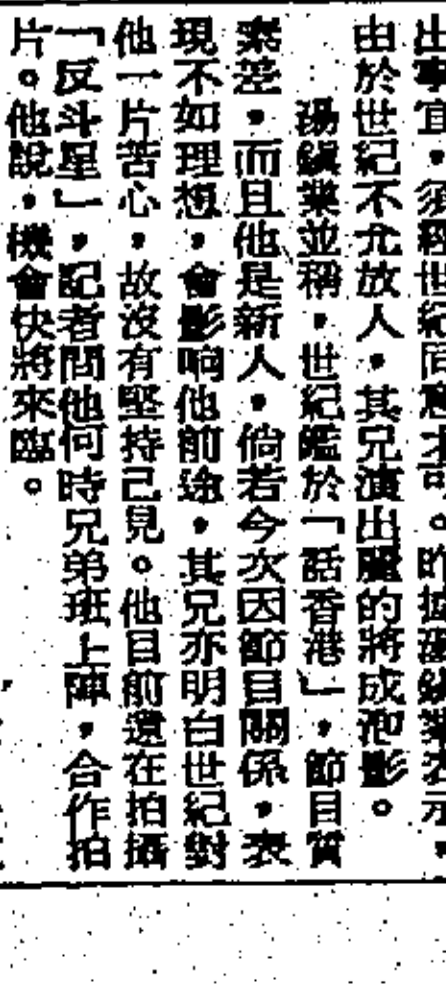 出事宜，須經世紀同意才可。昨據湯鎮業表示，
由於世紀不允放人，其兄演出騷的將成泡影。
湯鎮業並稱，世紀鑑於「話香港」，節目質
素差，而且他是新人，倘若今次因節目關係，表
現不如理想，會影响他前途，其兄亦明白世紀對
他一片苦心，故沒有堅持己見。他目前還在拍攝
「反斗星」，記者問他何時兄弟班上陣，合作拍
片。他說，機會快將來臨。